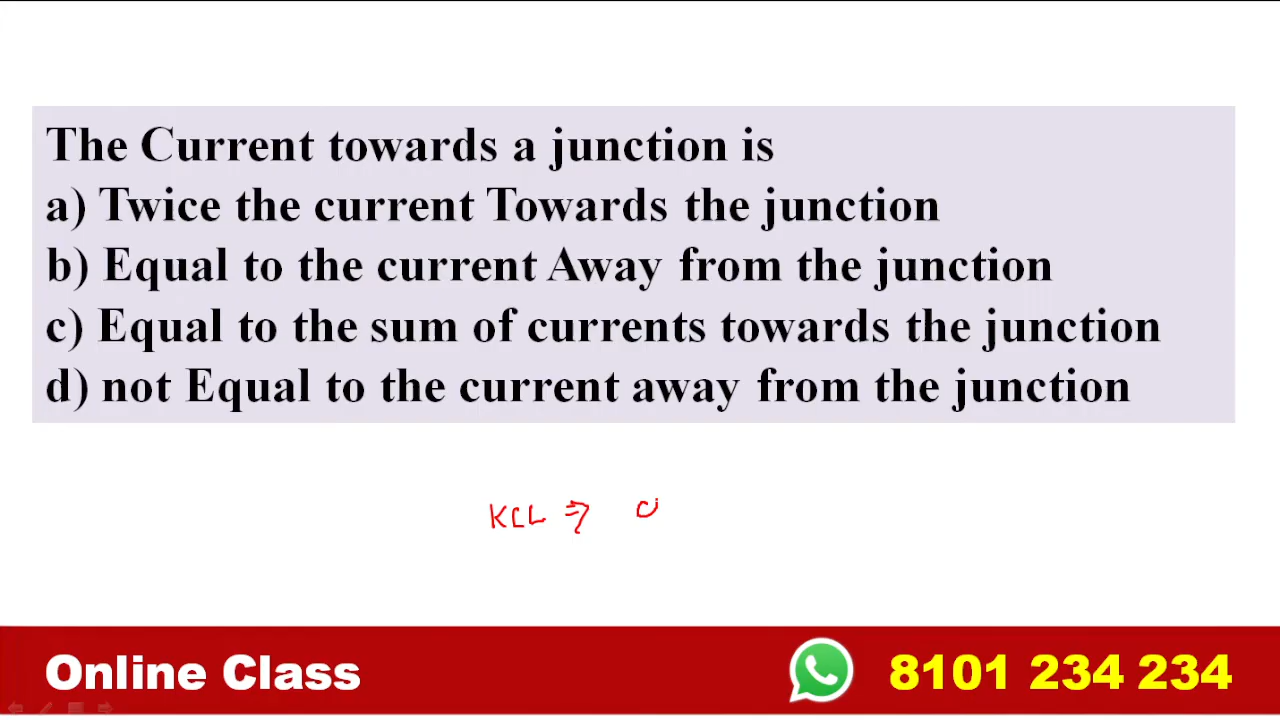 The Current towards a junction is
a) Twice the current Towards the junction
b) Equal to the current Away from the junction
c) Equal to the sum of currents towards the junction
d) not Equal to the current away from the junction
KCL ⇒
Online Class
8101 234 234